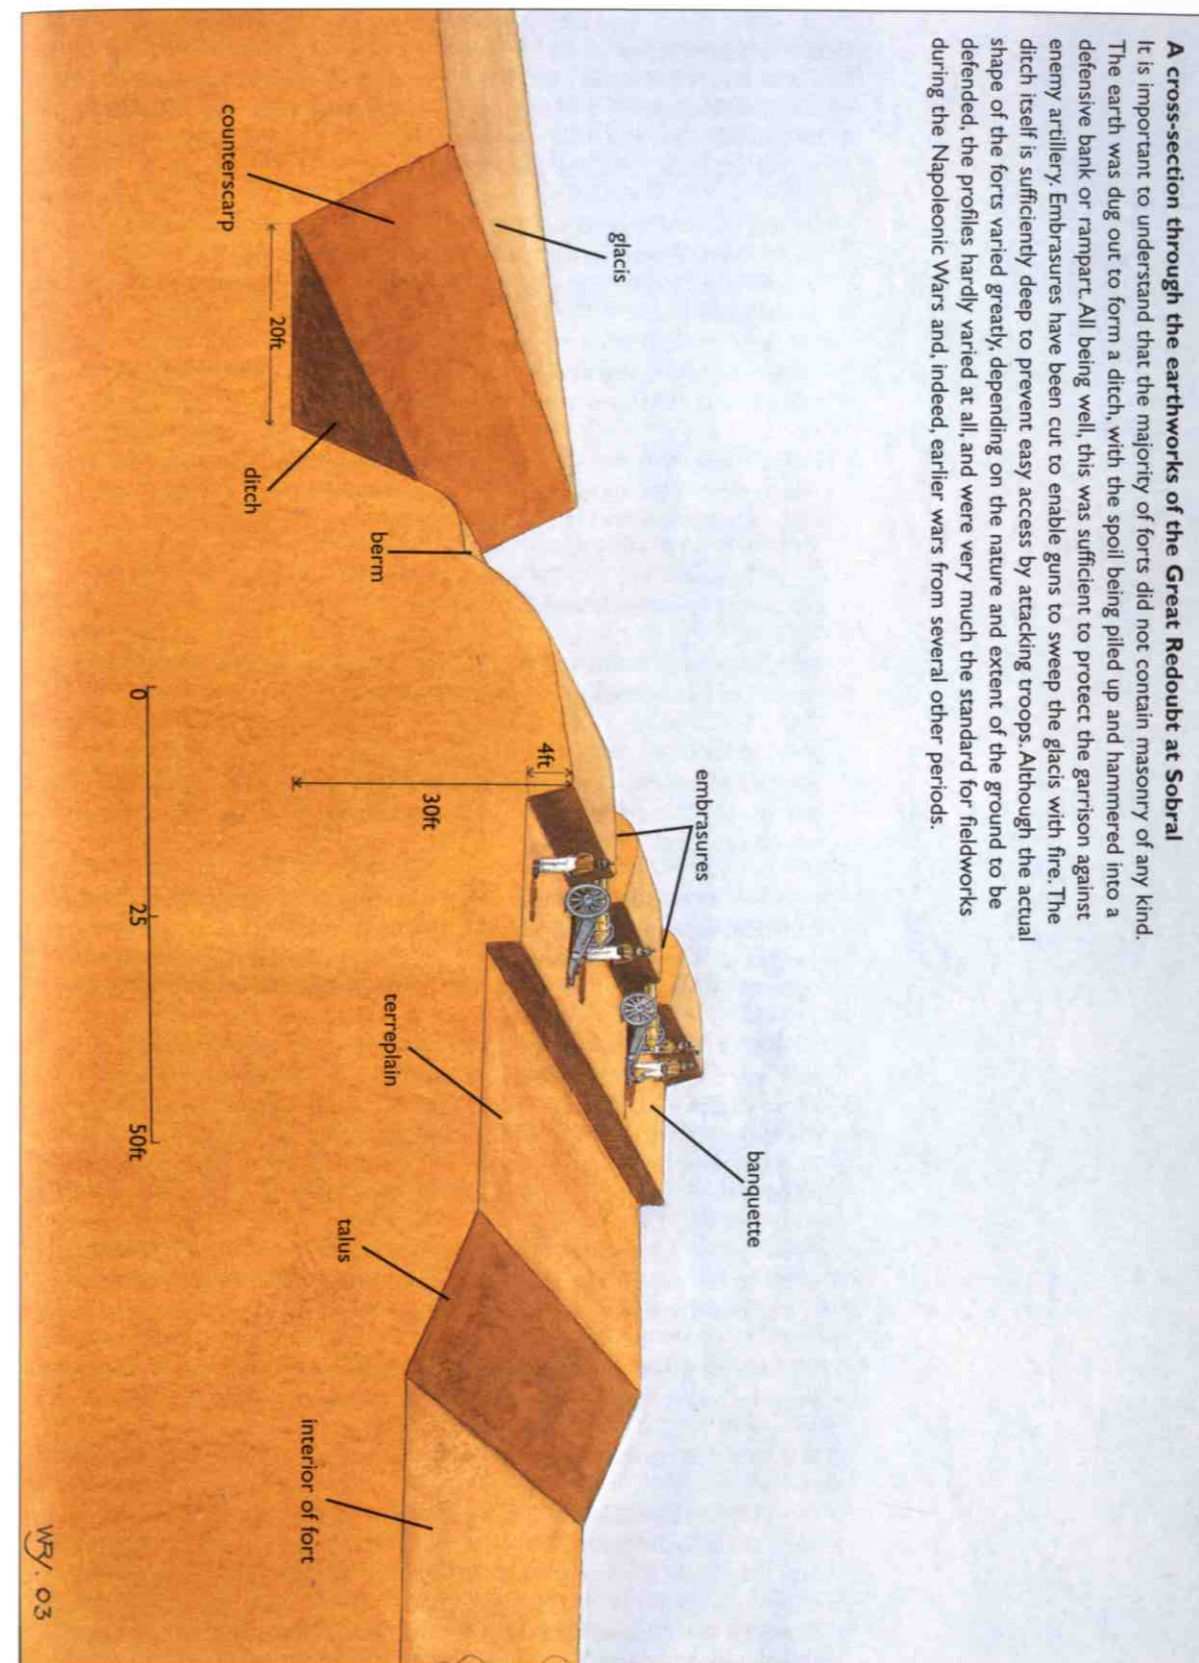 A cross-section through the earthworks of the Great Redoubt at Sobral
It is important to understand that the majority of forts did not contain masonry of any kind.
The earth was dug out to form a ditch, with the spoil being piled up and hammered into a
defensive bank or rampart. All being well, this was sufficient to protect the garrison against
enemy artillery. Embrasures have been cut to enable guns to sweep the glacis with fire. The
ditch itself is sufficiently deep to prevent easy access by attacking troops. Although the actual
shape of the forts varied greatly, depending on the nature and extent of the ground to be
defended, the profiles hardly varied at all, and were very much the standard for fieldworks
during the Napoleonic Wars and, indeed, earlier wars from several other periods.
glacis
embrasures
banquette
counterscarp
20ft
ditch
berm
4ft
30ft
terreplain
talus
interior of fort
0
25
50ft
WRY. 03